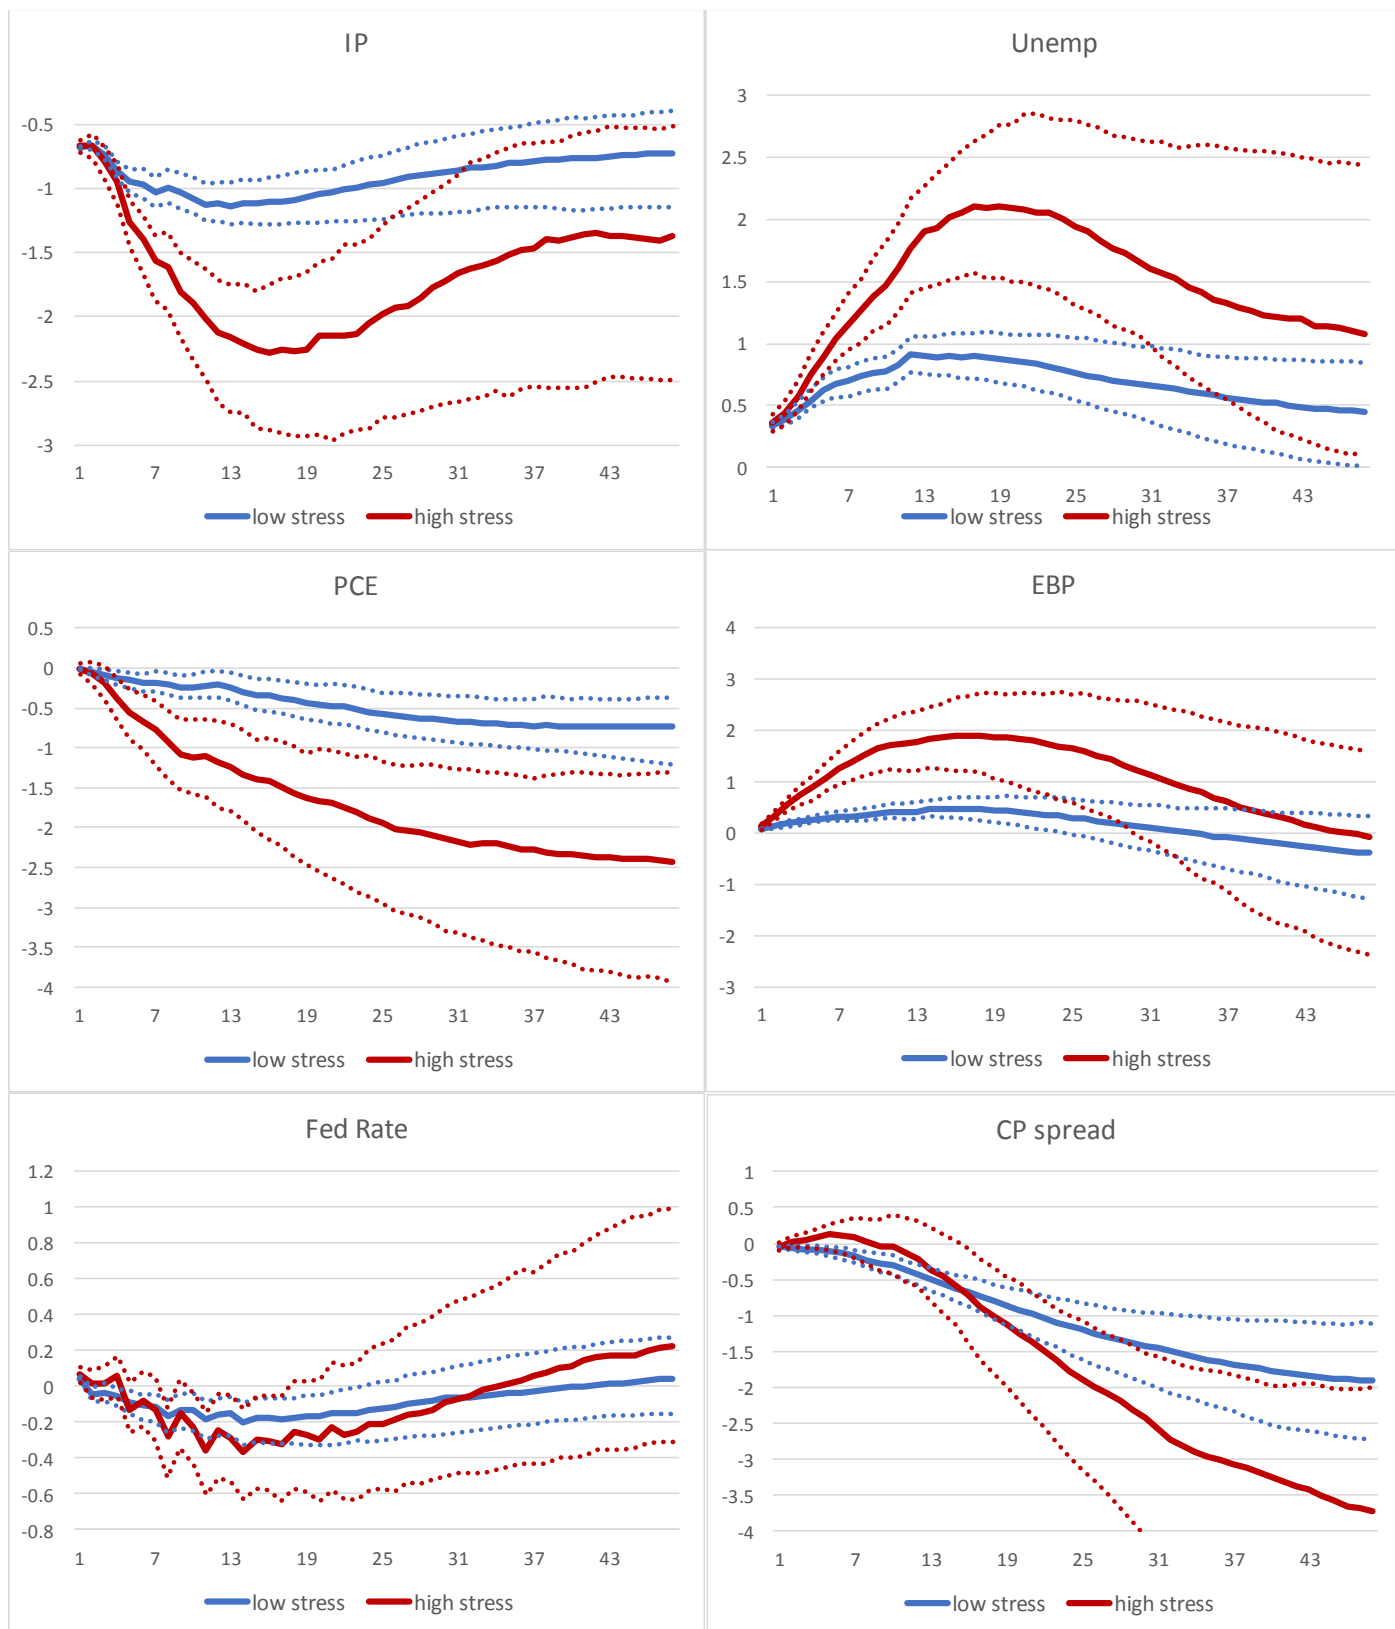 IP
-0.5
-1
-1.5
-2
-2.5
-3
1 7 13 19 25 31 37 43
low stress high stress
Unemp
3
2.5
2
1.5
1
0.5
0
1 7 13 19 25 31 37 43
low stress high stress
PCE
0.5
0
-0.5
-1
-1.5
-2
-2.5
-3
-3.5
-4
1 7 13 19 25 31 37 43
low stress high stress
EBP
4
3
2
1
0
-1
-2
-3
1 7 13 19 25 31 37 43
low stress high stress
Fed Rate
1.2
1
0.8
0.6
0.4
0.2
0
-0.2
-0.4
-0.6
-0.8
1 7 13 19 25 31 37 43
low stress high stress
CP spread
1
0.5
0
-0.5
-1
-1.5
-2
-2.5
-3
-3.5
-4
1 7 13 19 25 31 37 43
low stress high stress